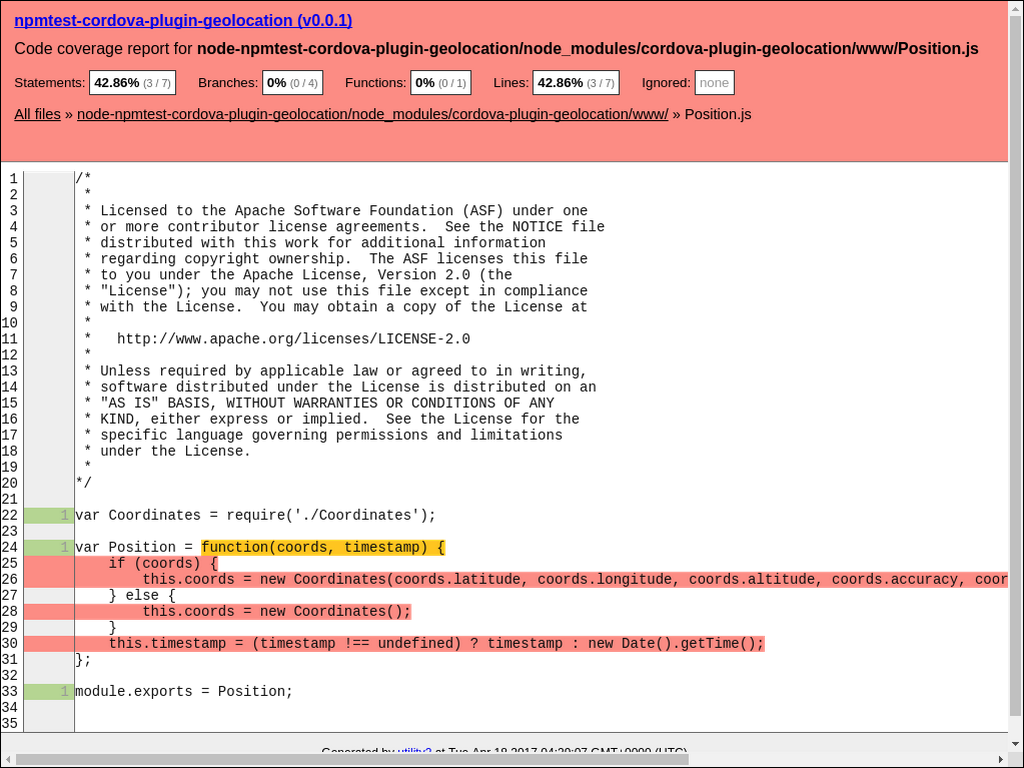 npmtest-cordova-plugin-geolocation (v0.0.1)
Code coverage report for node-npmtest-cordova-plugin-geolocation/node_modules/cordova-plugin-geolocation/www/Position.js
Statements: 42.86% (3 / 7) Branches: 0% (0 / 4) Functions: 0% (0 / 1) Lines: 42.86% (3 / 7) Ignored: none
All files » node-npmtest-cordova-plugin-geolocation/node_modules/cordova-plugin-geolocation/www/ » Position.js
1 /*
2  *
3  * Licensed to the Apache Software Foundation (ASF) under one
4  * or more contributor license agreements.  See the NOTICE file
5  * distributed with this work for additional information
6  * regarding copyright ownership.  The ASF licenses this file
7  * to you under the Apache License, Version 2.0 (the
8  * "License"); you may not use this file except in compliance
9  * with the License.  You may obtain a copy of the License at
10  *
11  *   http://www.apache.org/licenses/LICENSE-2.0
12  *
13  * Unless required by applicable law or agreed to in writing,
14  * software distributed under the License is distributed on an
15  * "AS IS" BASIS, WITHOUT WARRANTIES OR CONDITIONS OF ANY
16  * KIND, either express or implied.  See the License for the
17  * specific language governing permissions and limitations
18  * under the License.
19  *
20 */
21
22 1 var Coordinates = require('./Coordinates');
23
24 1 var Position = function(coords, timestamp) {
25     if (coords) {
26         this.coords = new Coordinates(coords.latitude, coords.longitude, coords.altitude, coords.accuracy, coor
27     } else {
28         this.coords = new Coordinates();
29     }
30     this.timestamp = (timestamp !== undefined) ? timestamp : new Date().getTime();
31 };
32
33 1 module.exports = Position;
34
35
Generated by utility2 at Tue Apr 18 2017 04:29:07 GMT+0000 (UTC)